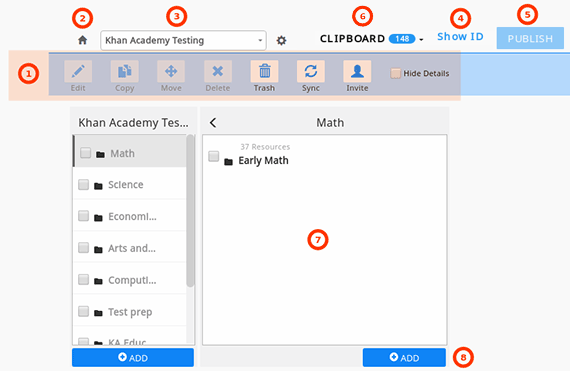 2 3 6 4 5
Khan Academy Testing CLIPBOARD 148 Show ID PUBLISH
1
Edit Copy Move Delete Trash Sync Invite Hide Details
Khan Academy Tes...
Math
Science
Economi...
Arts and...
Computi...
Test prep
KA Educ
ADD
Math
37 Resources
Early Math
7
ADD 8